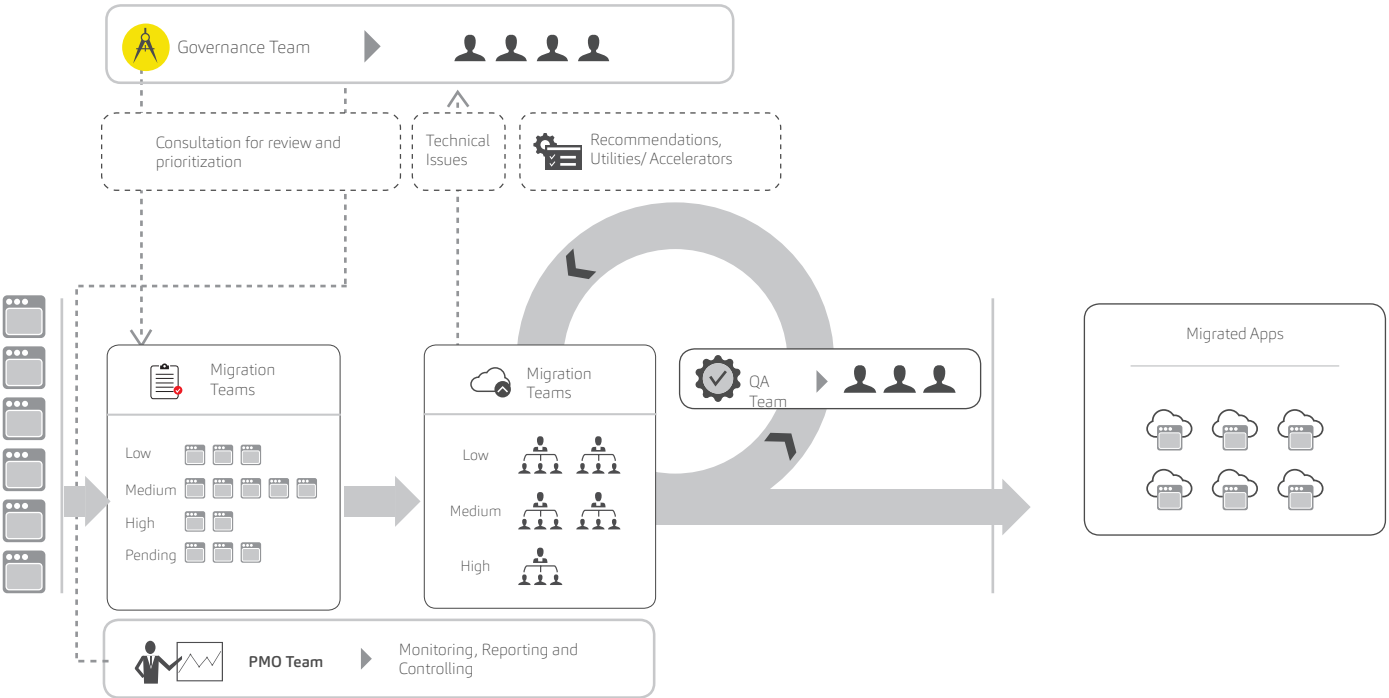 Governance Team
Consultation for review and
prioritization
Technical
Issues
Recommendations,
Utilities/ Accelerators
Migration
Teams
Low
Medium
High
Pending
Migration
Teams
Low
Medium
High
QA
Team
Migrated Apps
PMO Team
Monitoring, Reporting and
Controlling